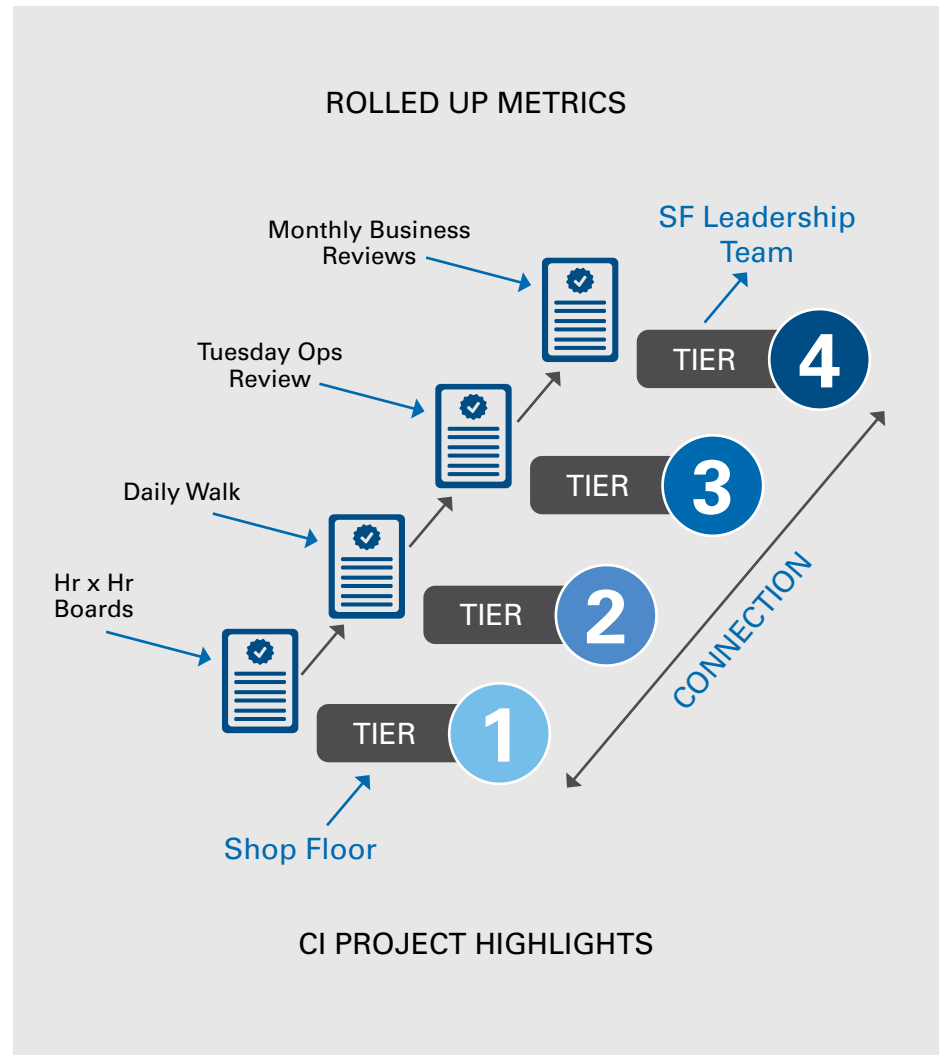 ROLLED UP METRICS
Monthly Business
Reviews
SF Leadership
Team
TIER 4
Tuesday Ops
Review
TIER 3
Daily Walk
TIER 2
CONNECTION
Hr x Hr
Boards
TIER 1
Shop Floor
CI PROJECT HIGHLIGHTS